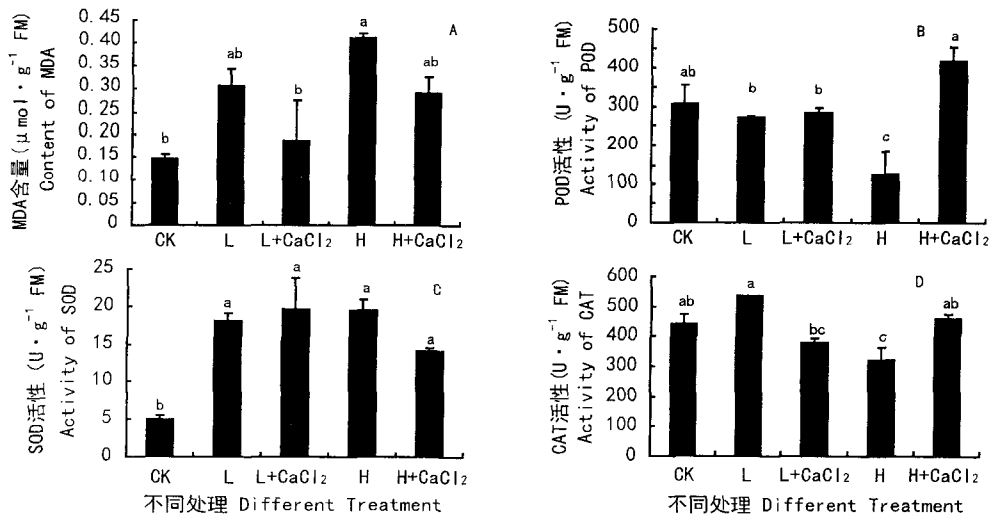 MDA含量(μmol·g⁻¹ FM)
Content of MDA
0.45
0.40
0.35
0.30
0.25
0.20
0.15
0.10
0.05
0
A
b
ab
b
a
ab
CK L L+CaCl₂ H H+CaCl₂
POD活性 (U·g⁻¹ FM)
Activity of POD
500
400
300
200
100
0
B
ab
b
b
c
a
CK L L+CaCl₂ H H+CaCl₂
SOD活性 (U·g⁻¹ FM)
Activity of SOD
25
20
15
10
5
0
C
b
a
a
a
a
CK L L+CaCl₂ H H+CaCl₂
不同处理 Different Treatment
CAT活性(U·g⁻¹ FM)
Activity of CAT
600
500
400
300
200
100
0
D
ab
a
bc
c
ab
CK L L+CaCl₂ H H+CaCl₂
不同处理 Different Treatment